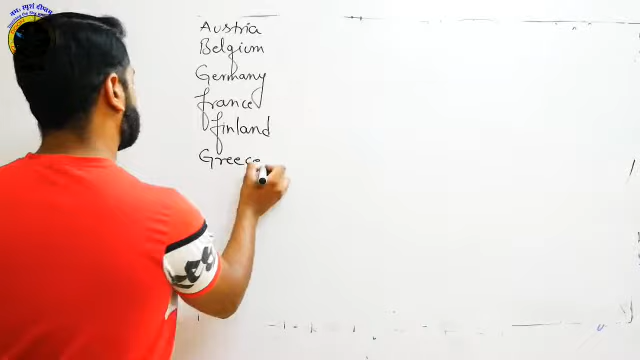 Austria
Belgium
Germany
France
Finland
Greece